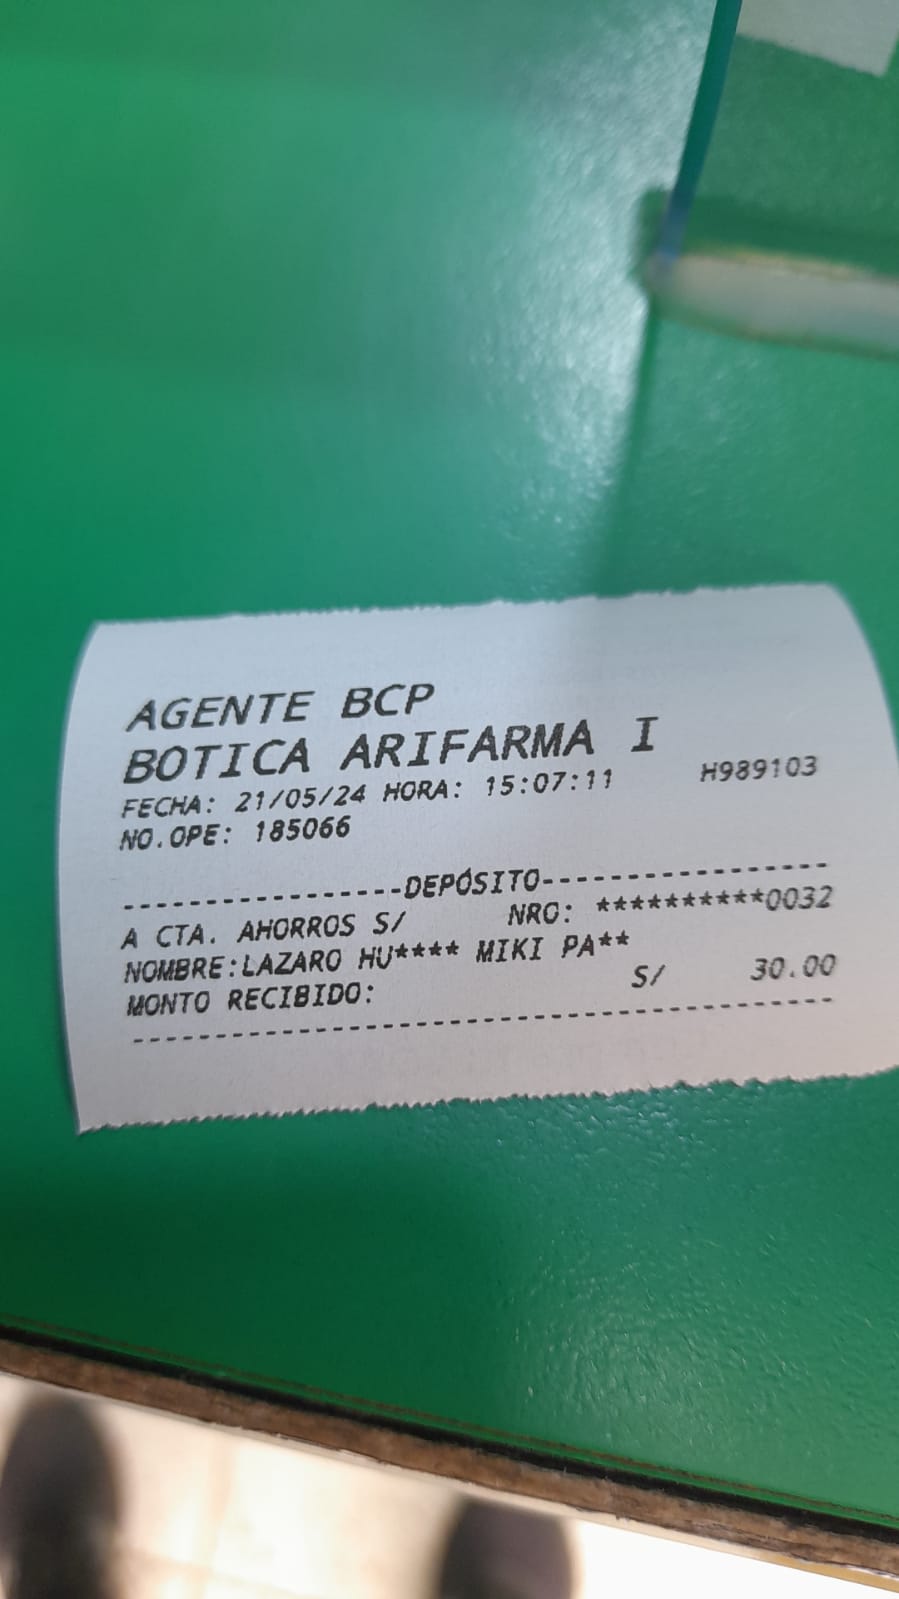 AGENTE BCP
BOTICA ARIFARMA I
FECHA: 21/05/24 HORA: 15:07:11 H989103
NO.OPE: 185066
-----------------DEPÓSITO-----------------
A CTA. AHORROS S/ NRO: **********0032
NOMBRE:LAZARO HU**** MIKI PA**
MONTO RECIBIDO: S/ 30.00
------------------------------------------